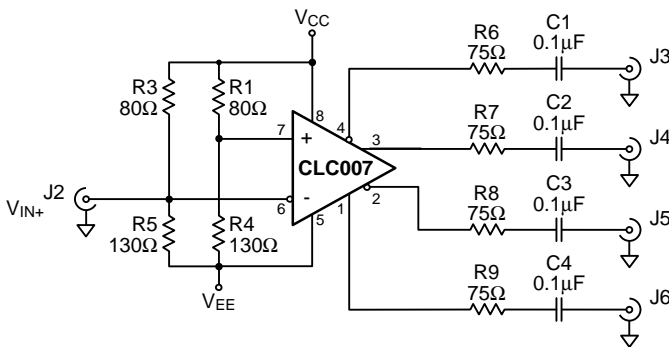 VCC
R3
80Ω
R1
80Ω
8
7
+
4
3
CLC007
-
6
2
1
5
J2
VIN+
R5
130Ω
R4
130Ω
VEE
R6
75Ω
C1
0.1µF
J3
R7
75Ω
C2
0.1µF
J4
R8
75Ω
C3
0.1µF
J5
R9
75Ω
C4
0.1µF
J6